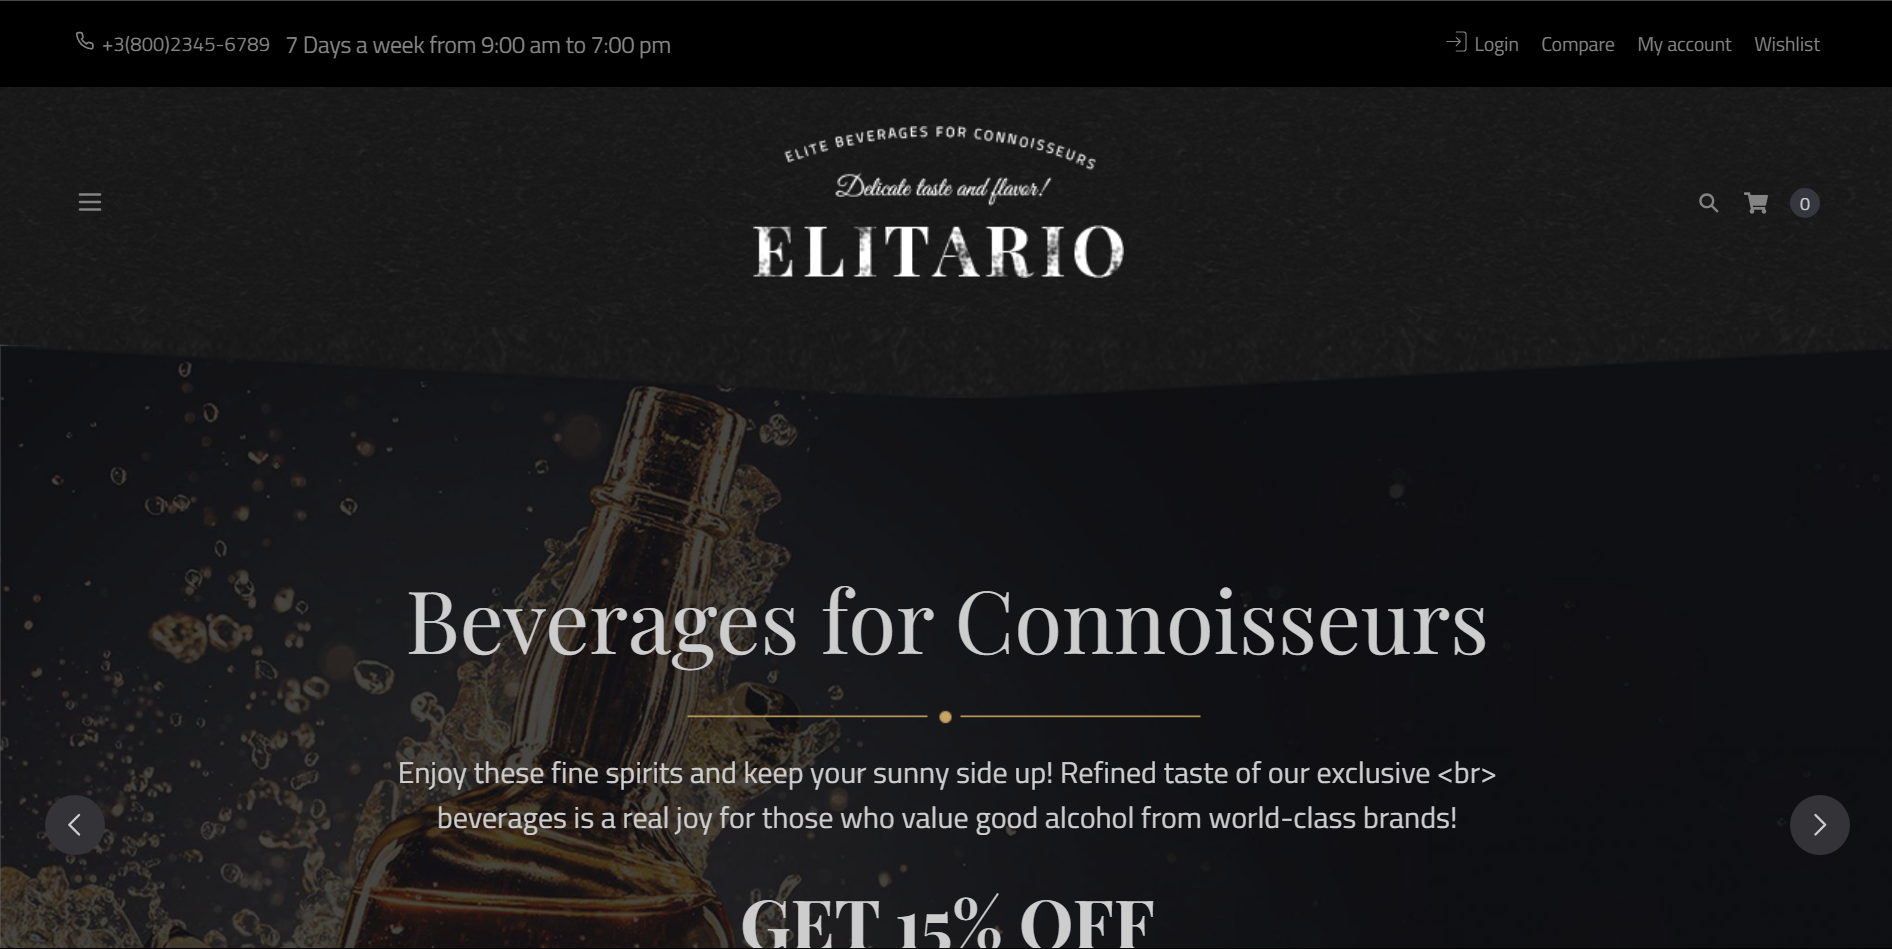 +3(800)2345-6789 7 Days a week from 9:00 am to 7:00 pm Login Compare My account Wishlist
ELITE BEVERAGES FOR CONNOISSEURS
Delicate taste and flavor!
ELITARIO
0
Beverages for Connoisseurs
Enjoy these fine spirits and keep your sunny side up! Refined taste of our exclusive <br>
beverages is a real joy for those who value good alcohol from world-class brands!
GET 15% OFF